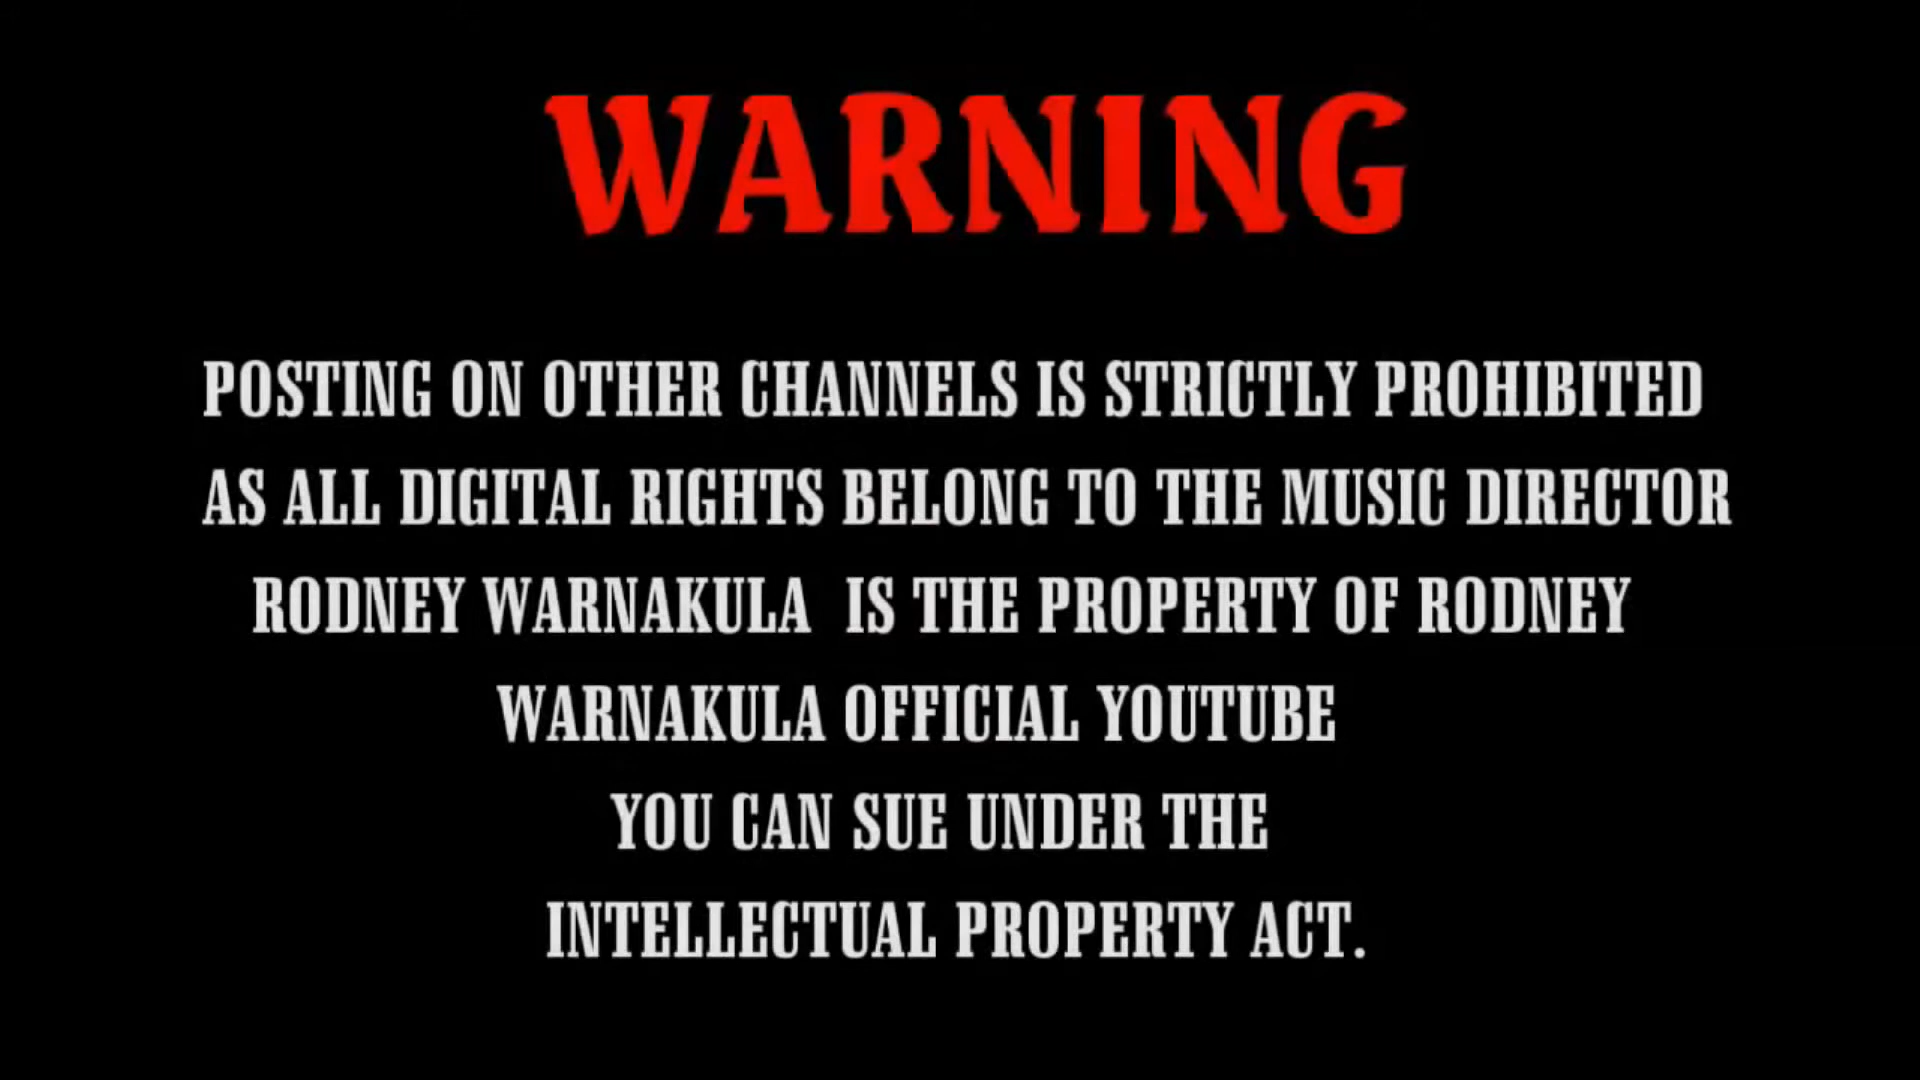 WARNING
POSTING ON OTHER CHANNELS IS STRICTLY PROHIBITED
AS ALL DIGITAL RIGHTS BELONG TO THE MUSIC DIRECTOR
RODNEY WARNAKULA IS THE PROPERTY OF RODNEY
WARNAKULA OFFICIAL YOUTUBE
YOU CAN SUE UNDER THE
INTELLECTUAL PROPERTY ACT.